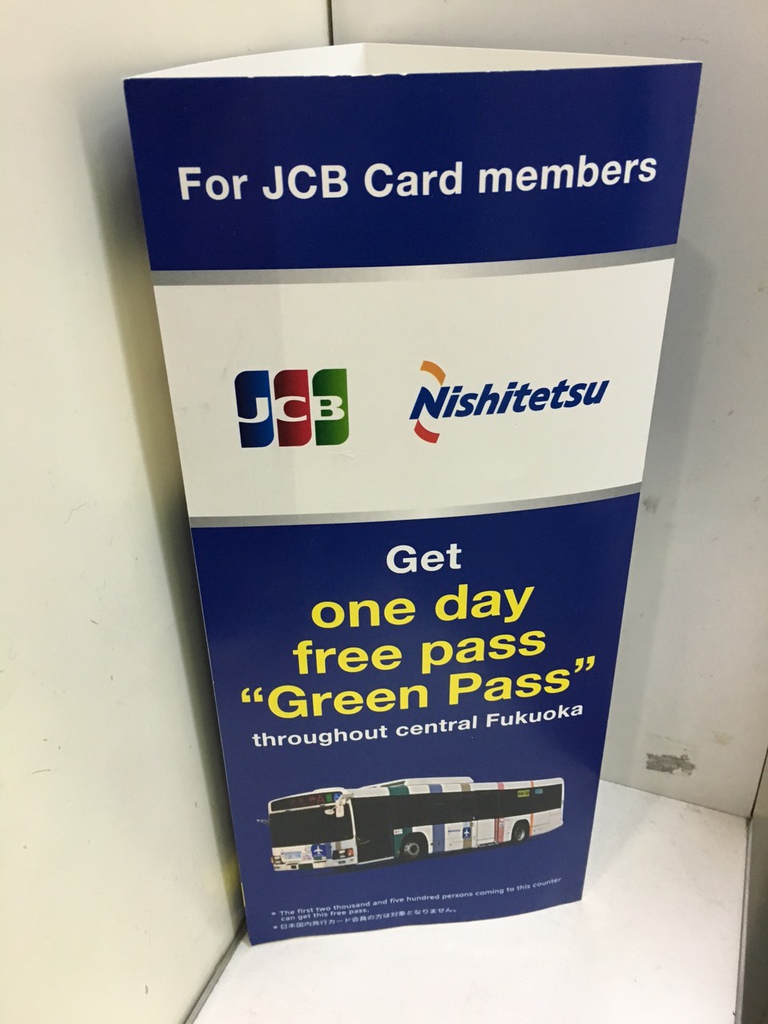 For JCB Card members
JCB
Nishitetsu
Get
one day
free pass
“Green Pass”
throughout central Fukuoka
* The first two thousand and five hundred persons coming to this counter
can get this free pass.
* 日本国内発行カード会員の方は対象となりません。